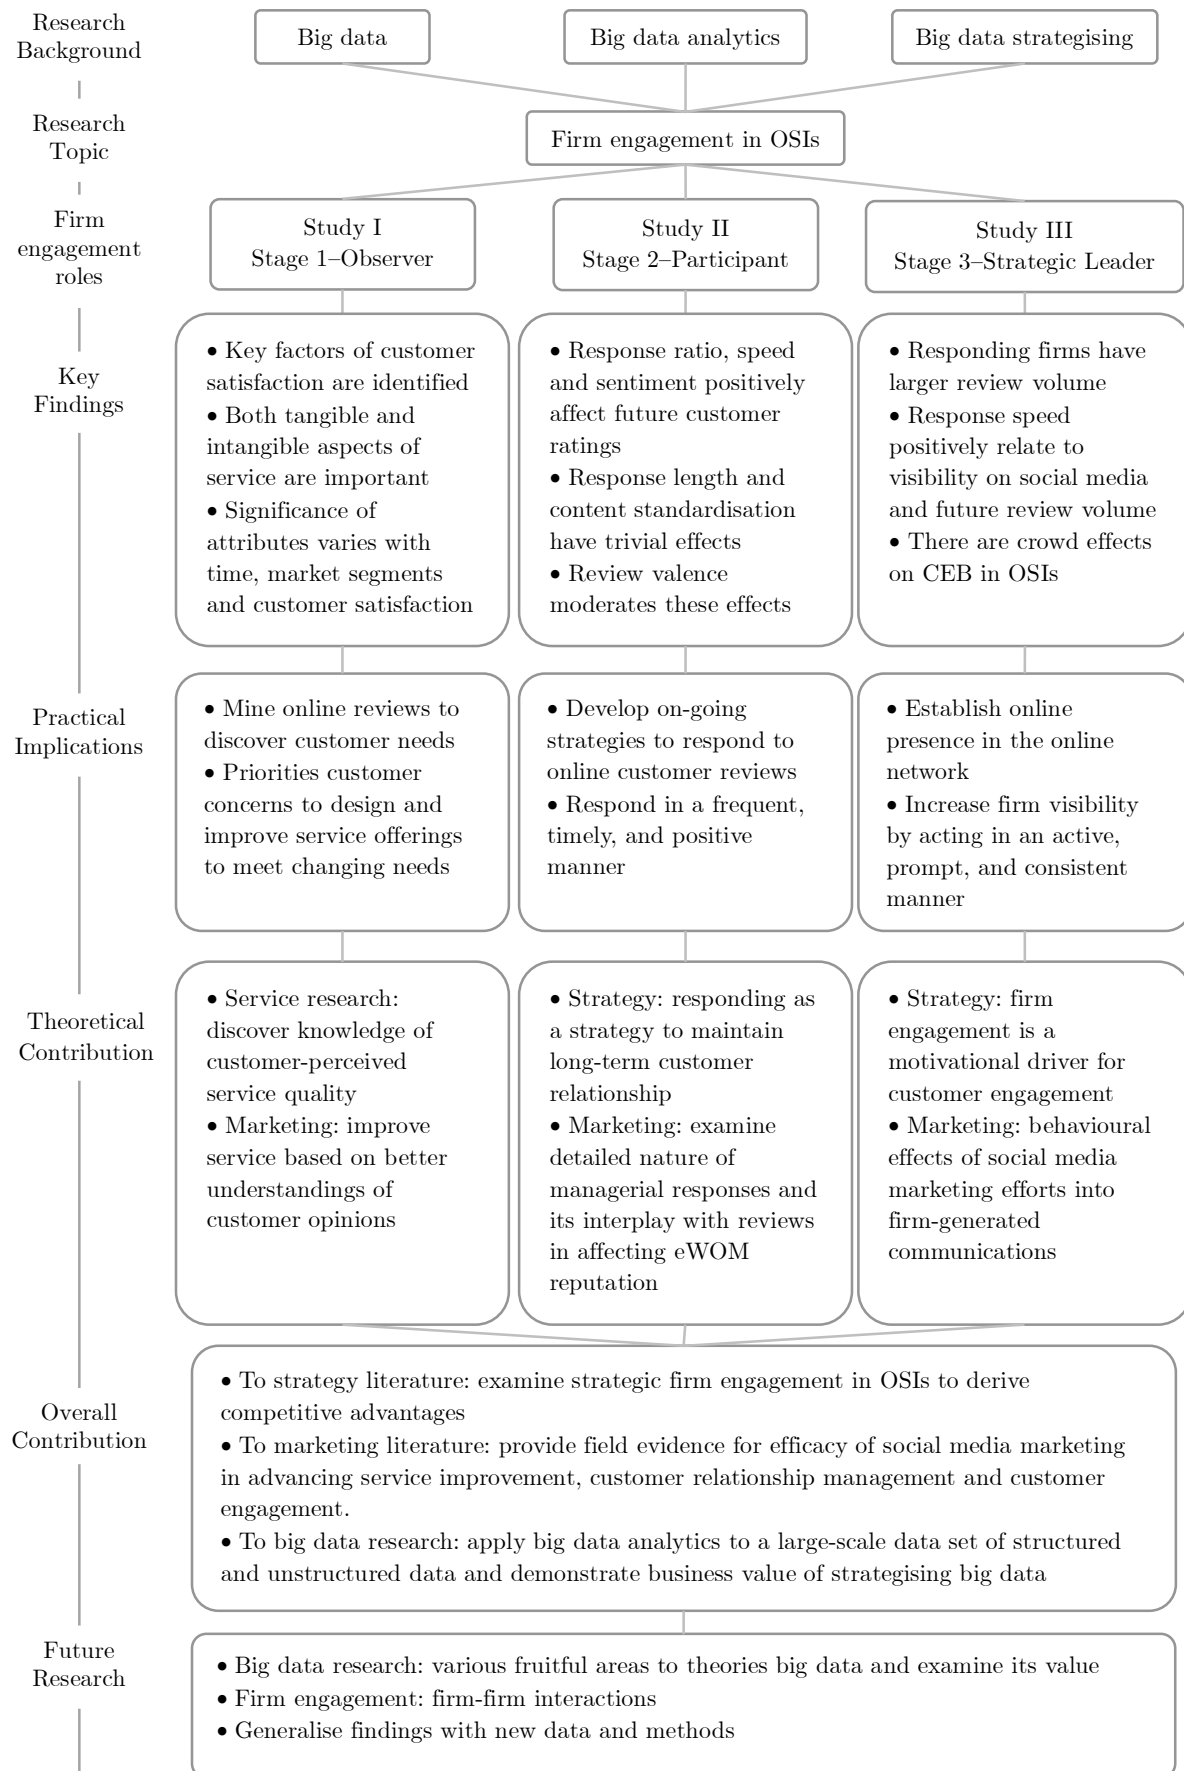 Research
Background
Big data
Big data analytics
Big data strategising
Research
Topic
Firm engagement in OSIs
Firm
engagement
roles
Study I
Stage 1–Observer
Study II
Stage 2–Participant
Study III
Stage 3–Strategic Leader
Key
Findings
• Key factors of customer
satisfaction are identified
• Both tangible and
intangible aspects of
service are important
• Significance of
attributes varies with
time, market segments
and customer satisfaction
• Response ratio, speed
and sentiment positively
affect future customer
ratings
• Response length and
content standardisation
have trivial effects
• Review valence
moderates these effects
• Responding firms have
larger review volume
• Response speed
positively relate to
visibility on social media
and future review volume
• There are crowd effects
on CEB in OSIs
Practical
Implications
• Mine online reviews to
discover customer needs
• Priorities customer
concerns to design and
improve service offerings
to meet changing needs
• Develop on-going
strategies to respond to
online customer reviews
• Respond in a frequent,
timely, and positive
manner
• Establish online
presence in the online
network
• Increase firm visibility
by acting in an active,
prompt, and consistent
manner
Theoretical
Contribution
• Service research:
discover knowledge of
customer-perceived
service quality
• Marketing: improve
service based on better
understandings of
customer opinions
• Strategy: responding as
a strategy to maintain
long-term customer
relationship
• Marketing: examine
detailed nature of
managerial responses and
its interplay with reviews
in affecting eWOM
reputation
• Strategy: firm
engagement is a
motivational driver for
customer engagement
• Marketing: behavioural
effects of social media
marketing efforts into
firm-generated
communications
Overall
Contribution
• To strategy literature: examine strategic firm engagement in OSIs to derive
competitive advantages
• To marketing literature: provide field evidence for efficacy of social media marketing
in advancing service improvement, customer relationship management and customer
engagement.
• To big data research: apply big data analytics to a large-scale data set of structured
and unstructured data and demonstrate business value of strategising big data
Future
Research
• Big data research: various fruitful areas to theories big data and examine its value
• Firm engagement: firm-firm interactions
• Generalise findings with new data and methods